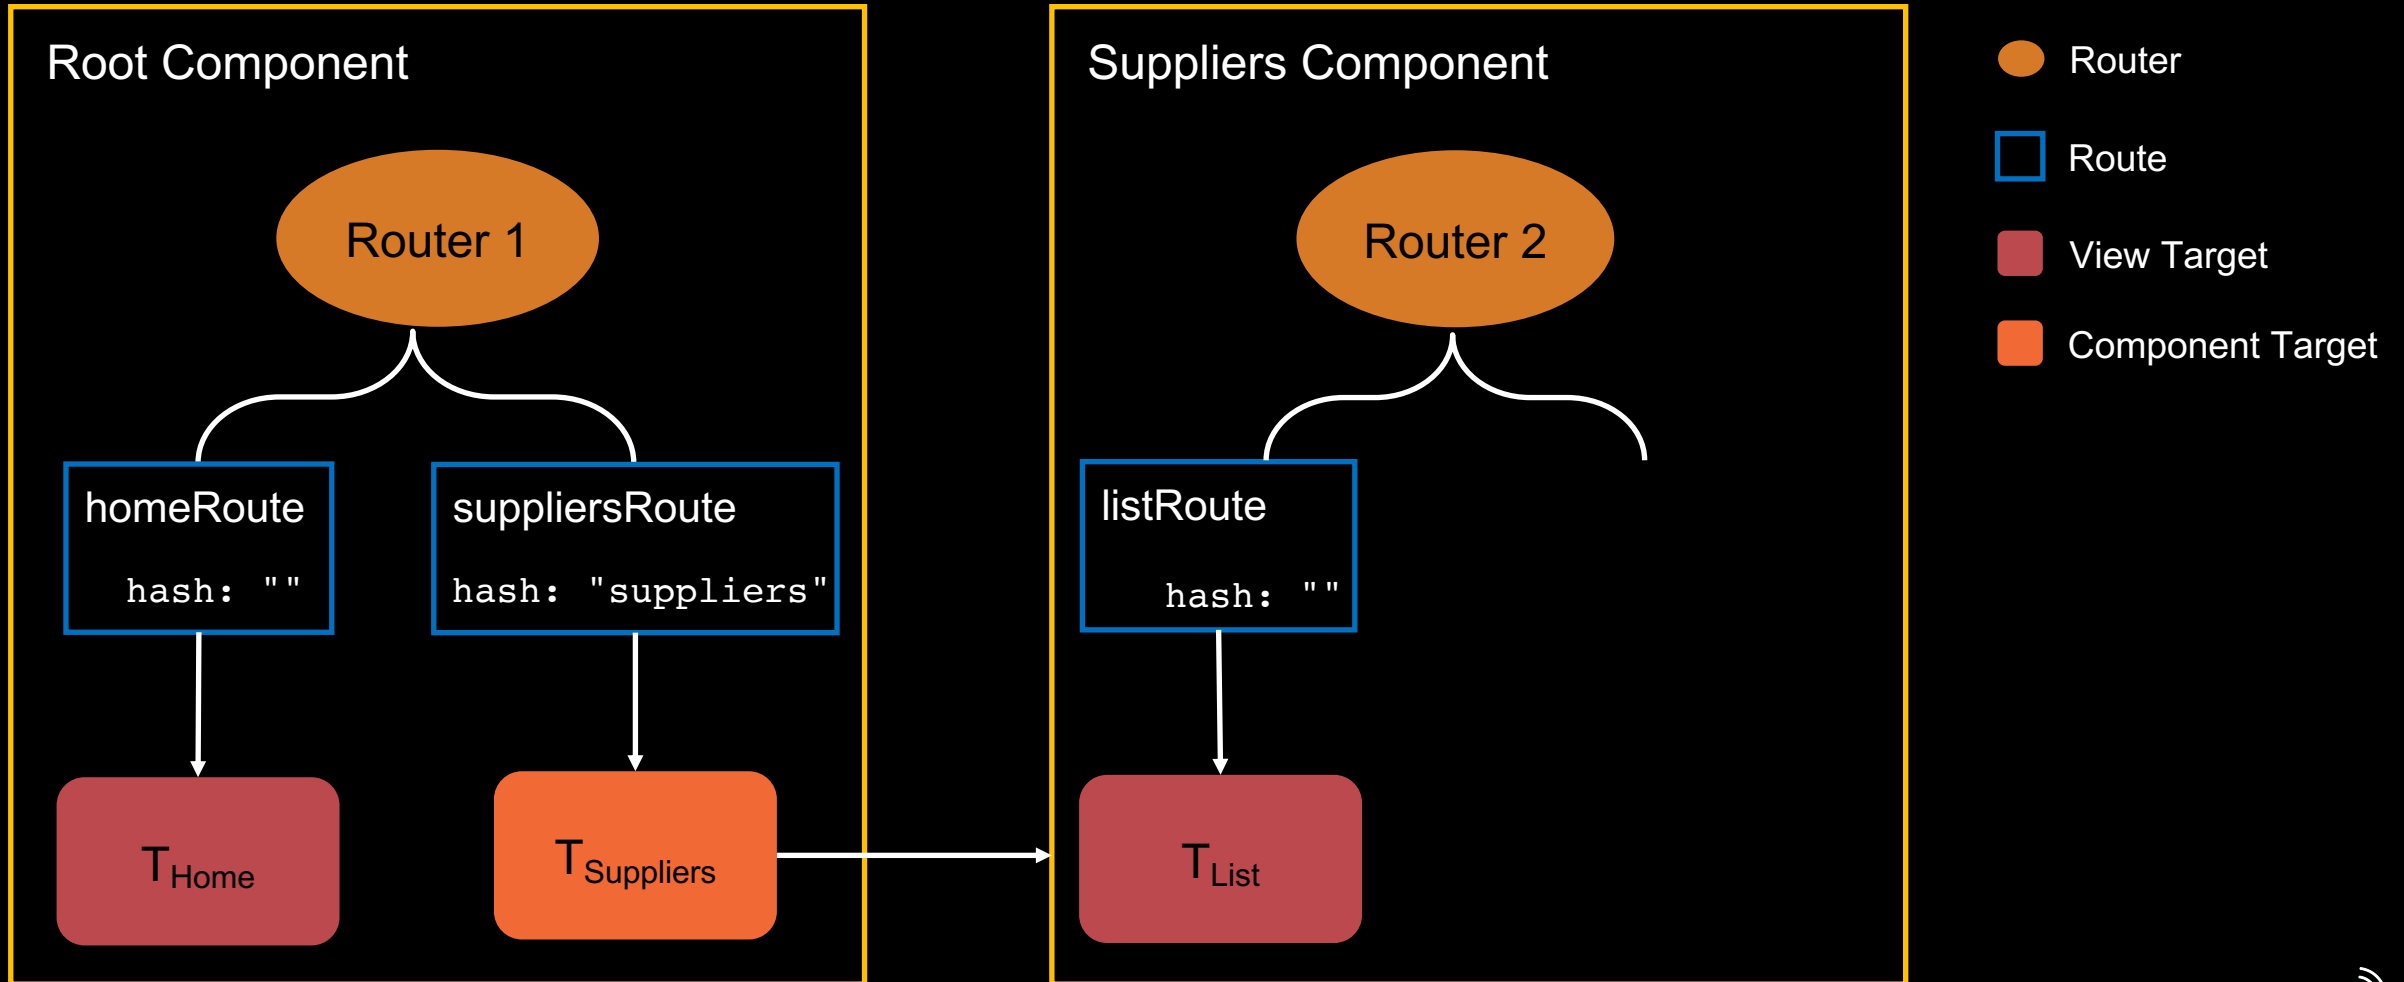 Root Component
Router 1
homeRoute
hash: ""
suppliersRoute
hash: "suppliers"
THome
TSuppliers
Suppliers Component
Router 2
listRoute
hash: ""
TList
Router
Route
View Target
Component Target